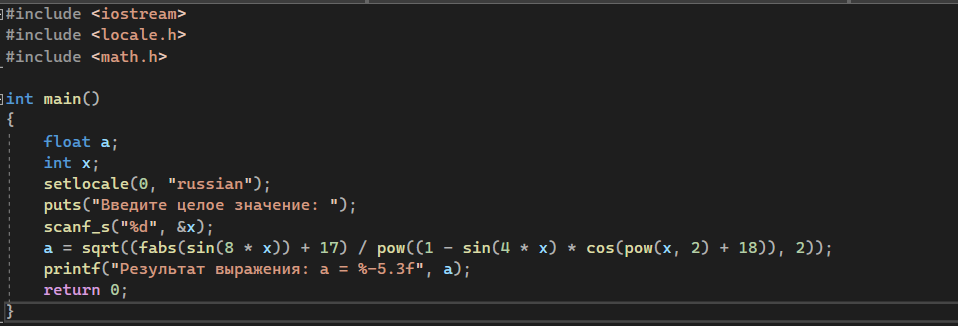 #include <iostream>
#include <locale.h>
#include <math.h>
int main()
{
float a;
int x;
setlocale(0, "russian");
puts("Введите целое значение: ");
scanf_s("%d", &x);
a = sqrt((fabs(sin(8 * x)) + 17) / pow((1 - sin(4 * x) * cos(pow(x, 2) + 18)), 2));
printf("Результат выражения: a = %-5.3f", a);
return 0;
}